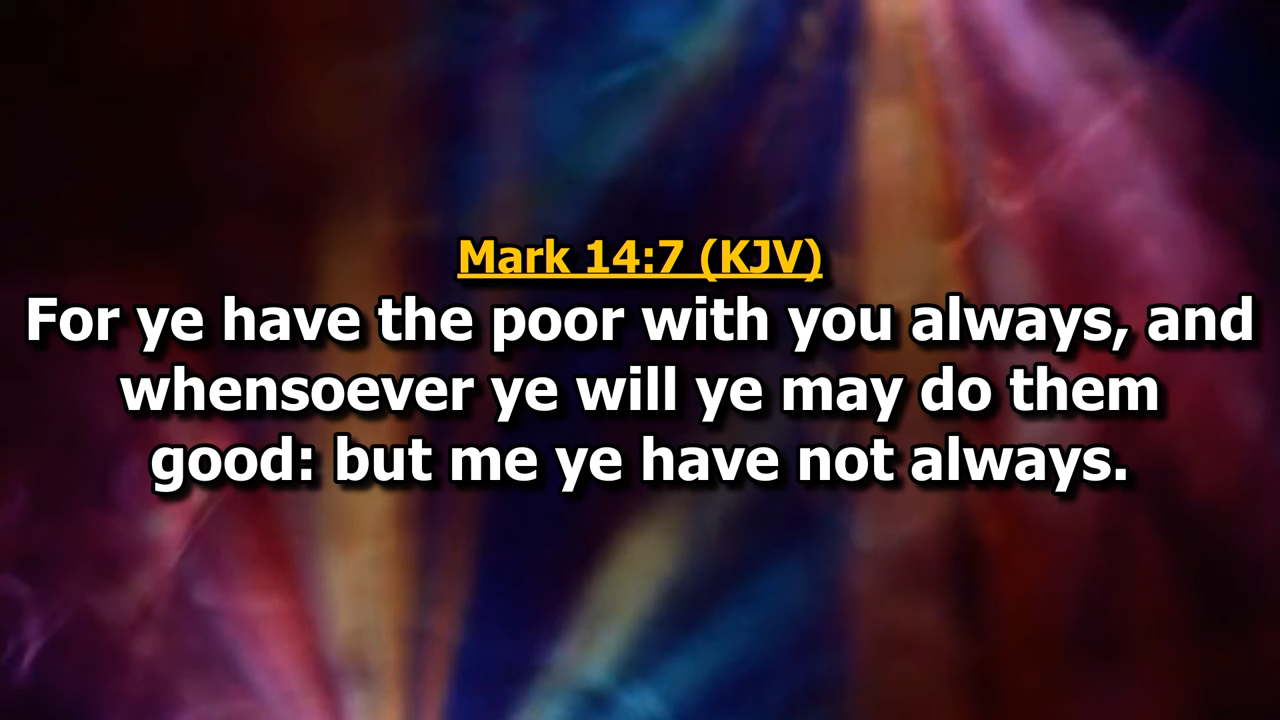 Mark 14:7 (KJV)
For ye have the poor with you always, and
whensoever ye will ye may do them
good: but me ye have not always.